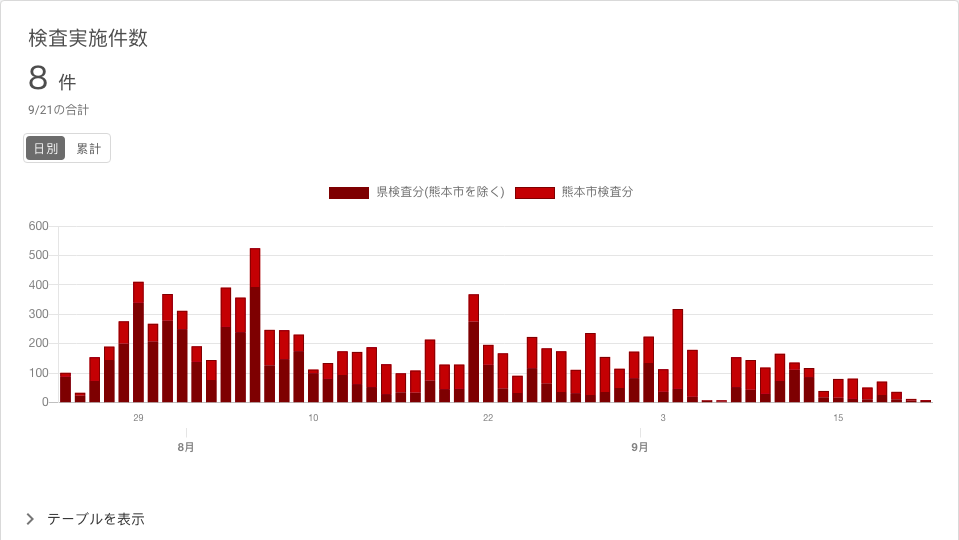 検査実施件数
8 件
9/21の合計
日別 累計
県検査分(熊本市を除く) 熊本市検査分
600
500
400
300
200
100
0
29 10 22 3 15
8月 9月
テーブルを表示